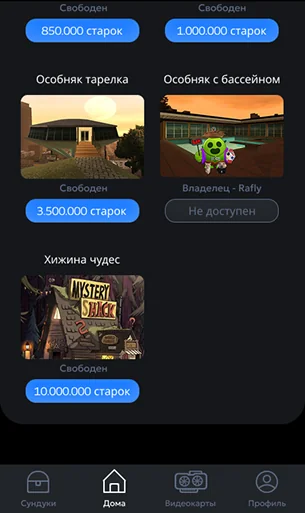 Свободен Свободен
850.000 старок 1.000.000 старок
Особняк тарелка Особняк с бассейном
Свободен Владелец - Rafly
3.500.000 старок Не доступен
Хижина чудес
MYSTERY
SHACK
Свободен
10.000.000 старок
Сундуки Дома Видеокарты Профиль